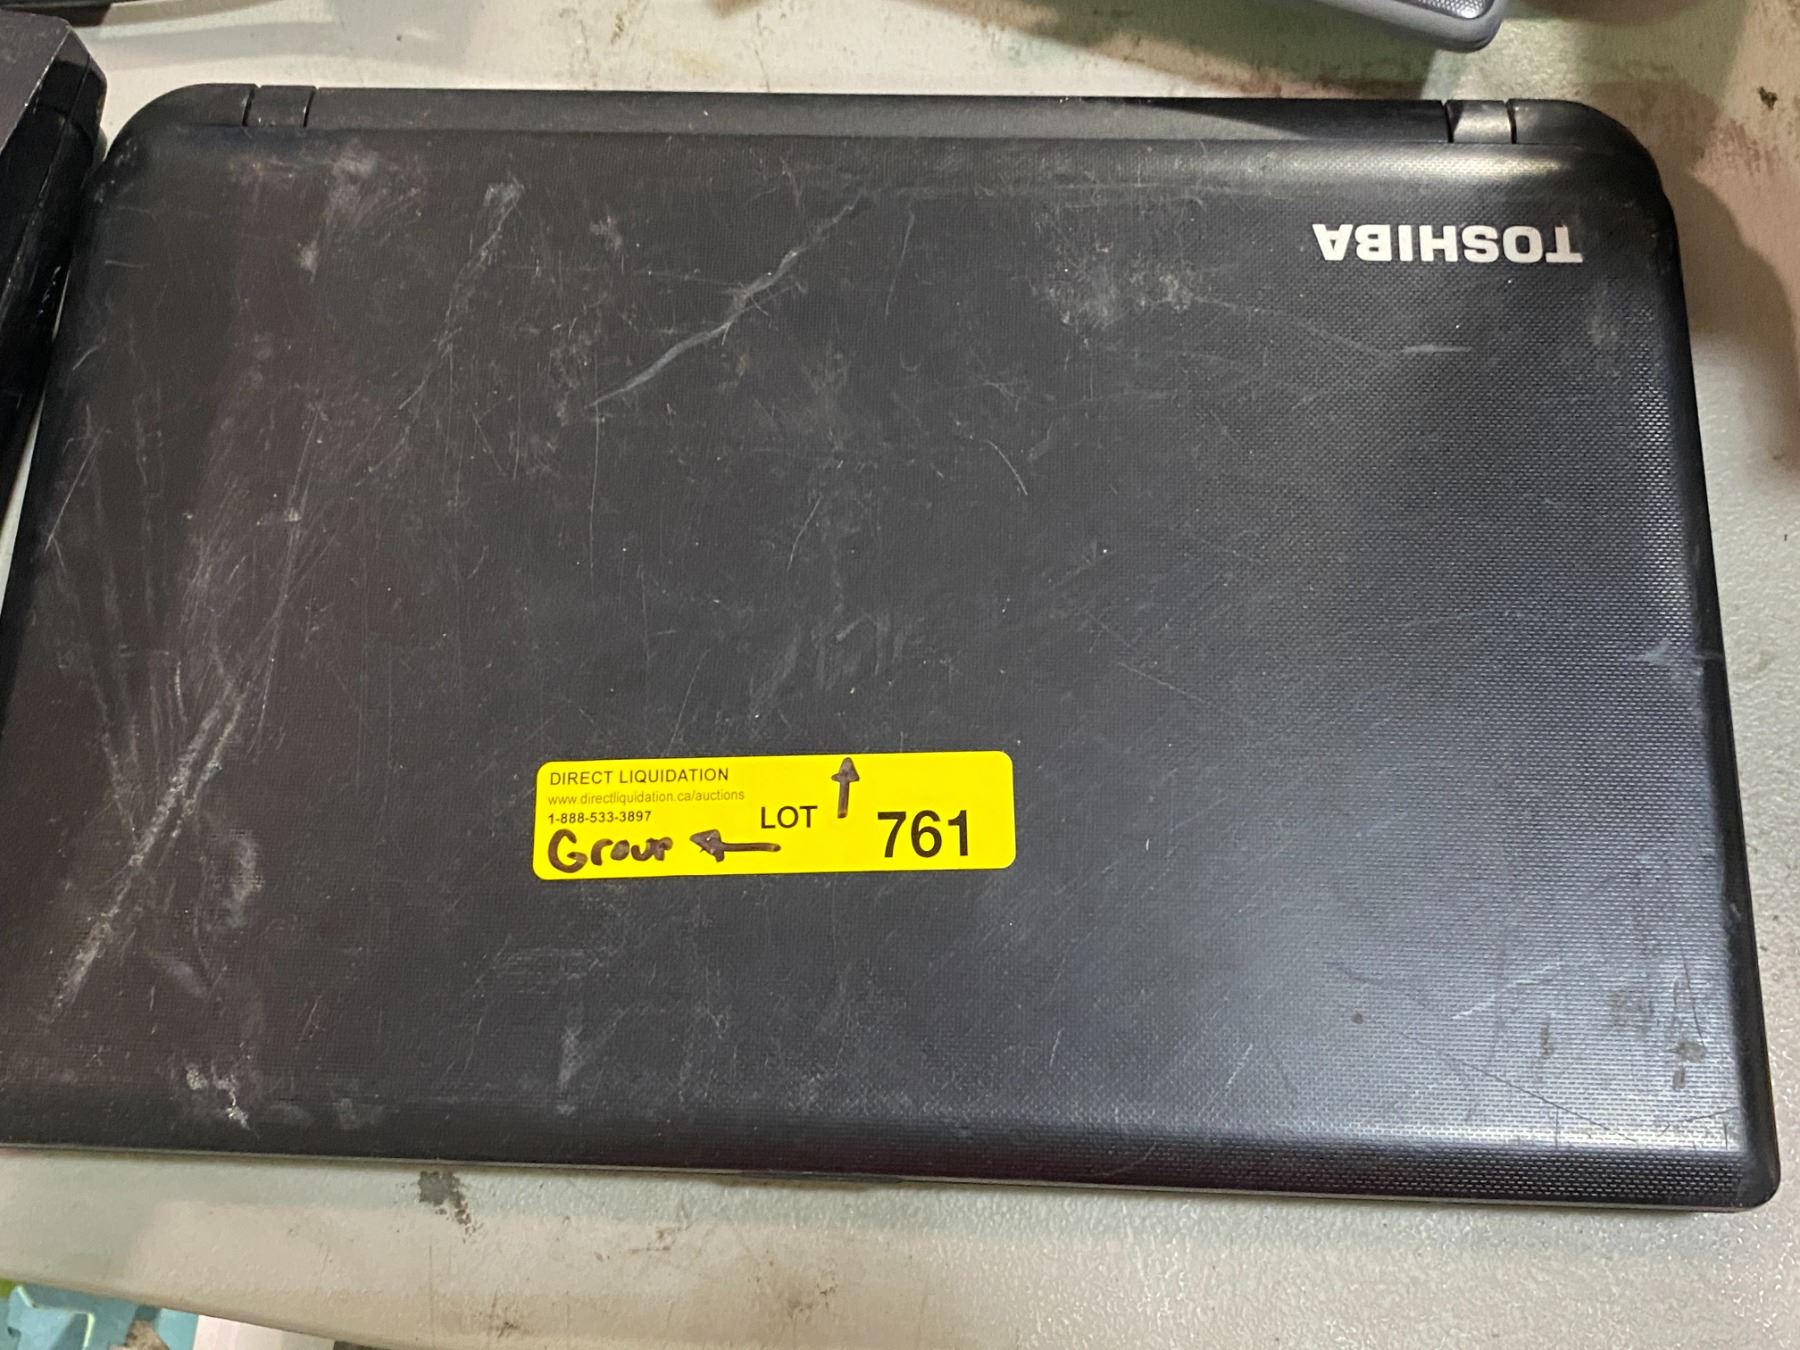 TOSHIBA
DIRECT LIQUIDATION
www.directliquidation.ca/auctions
1-888-533-3897
LOT 761
Group